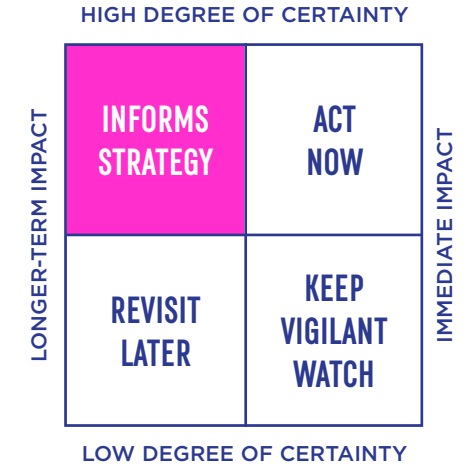 HIGH DEGREE OF CERTAINTY
LONGER-TERM IMPACT
INFORMS
STRATEGY
ACT
NOW
IMMEDIATE IMPACT
REVISIT
LATER
KEEP
VIGILANT
WATCH
LOW DEGREE OF CERTAINTY